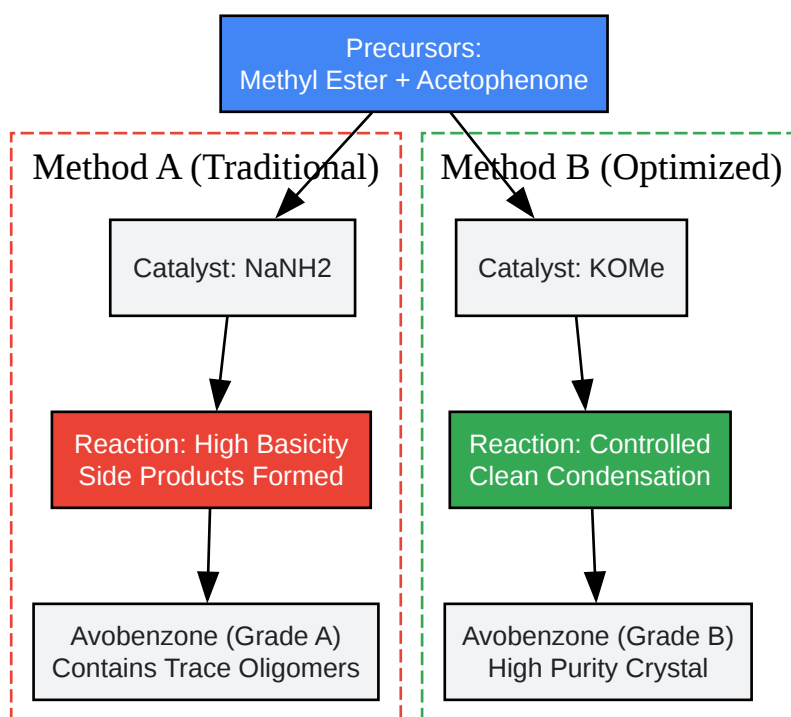 Precursors:
Methyl Ester + Acetophenone
Method A (Traditional)
Method B (Optimized)
Catalyst: NaNH2
Catalyst: KOMe
Reaction: High Basicity
Side Products Formed
Reaction: Controlled
Clean Condensation
Avobenzone (Grade A)
Contains Trace Oligomers
Avobenzone (Grade B)
High Purity Crystal